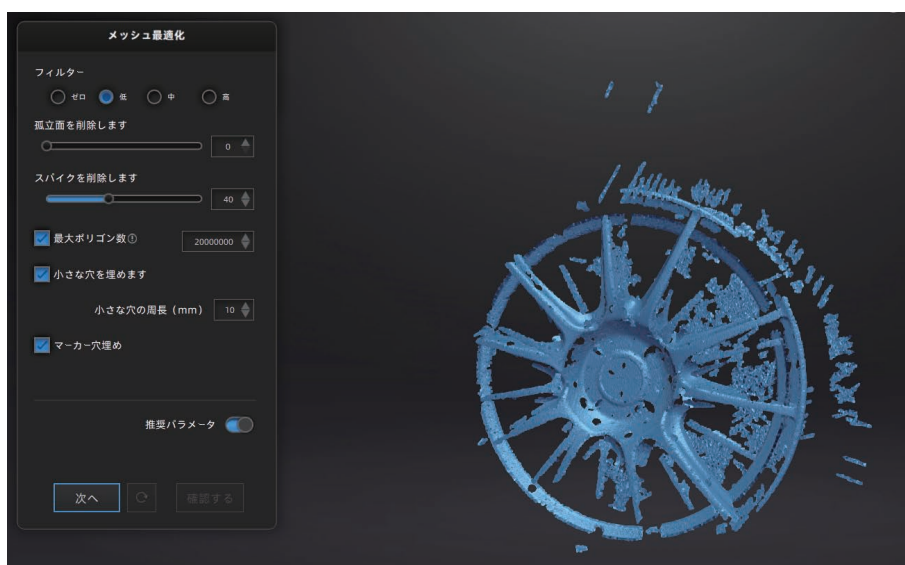 メッシュ最適化
フィルター
ゼロ 低 中 高
孤立面を削除します
0
スパイクを削除します
40
最大ポリゴン数① 20000000
小さな穴を埋めます
小さな穴の周長（mm） 10
マーカー穴埋め
推奨パラメータ
次へ 確認する